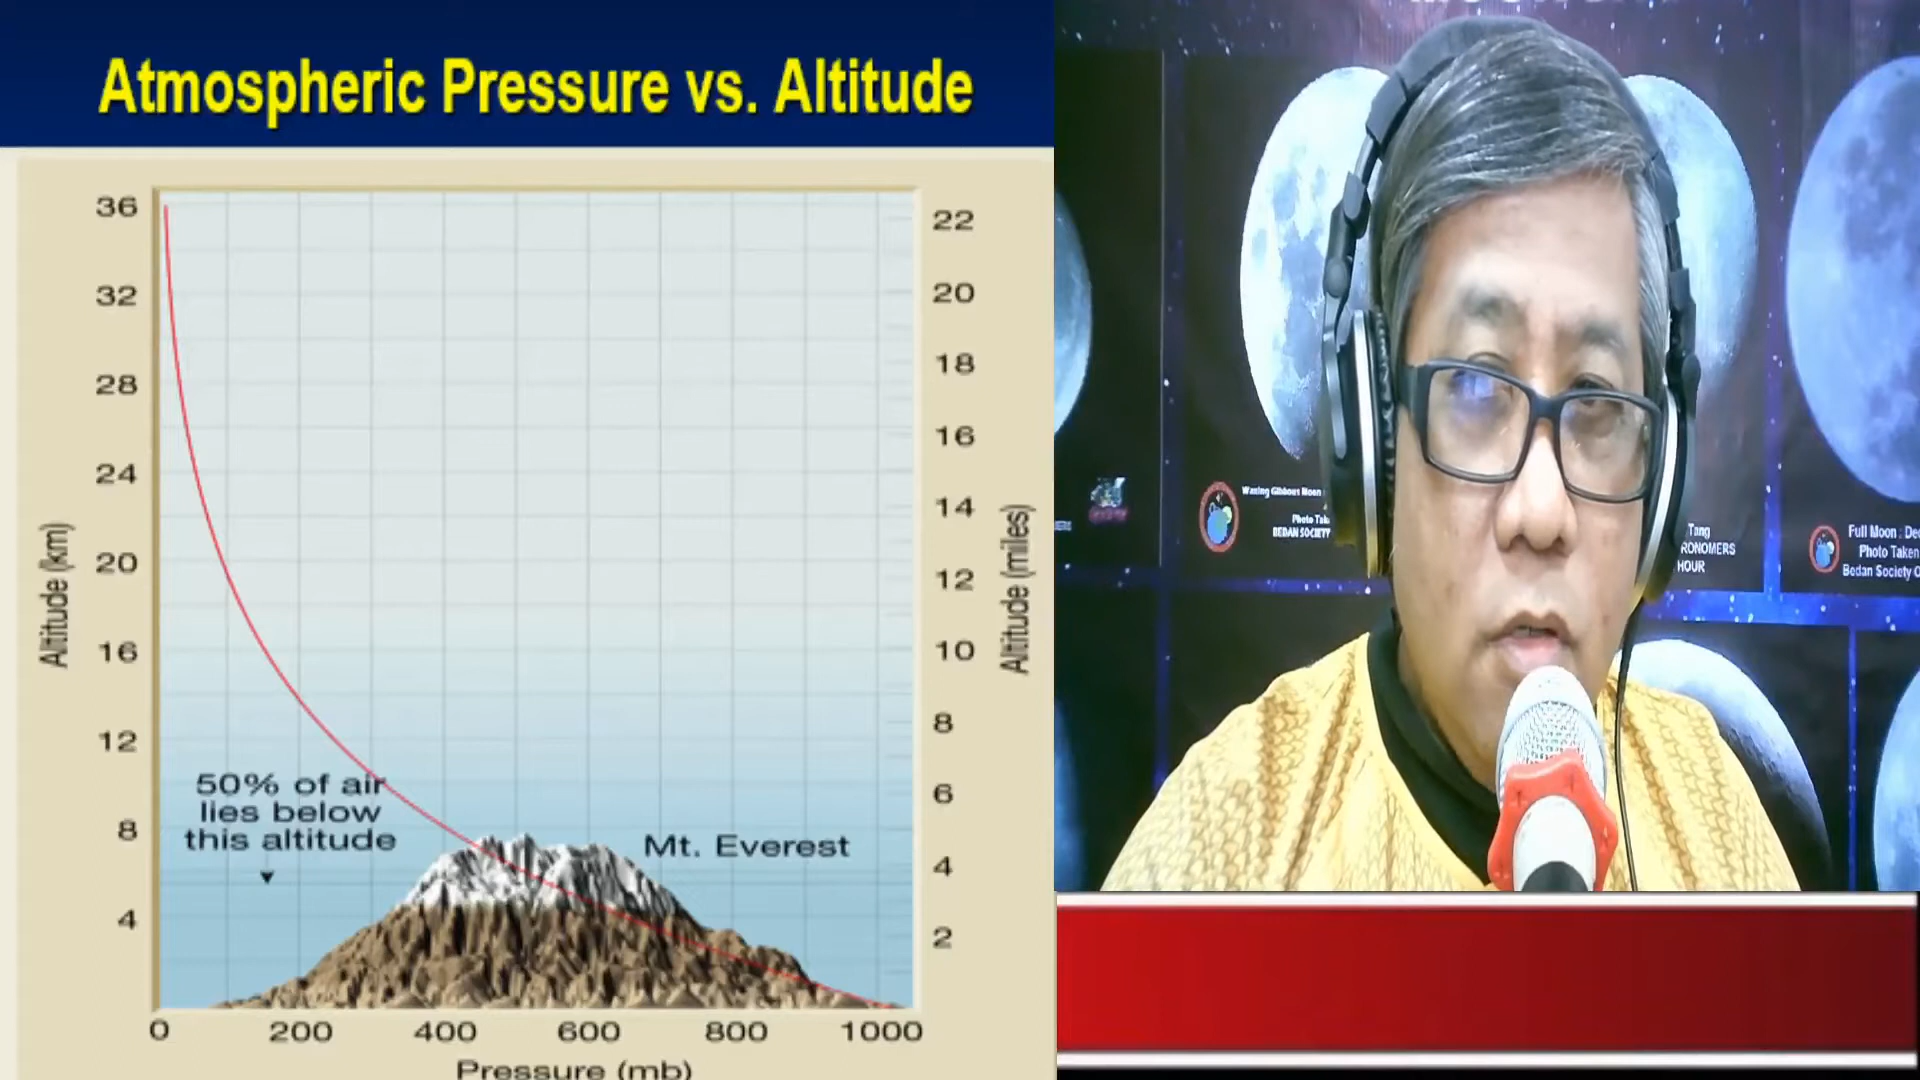 Atmospheric Pressure vs. Altitude
36
32
28
24
20
16
12
8
4
Altitude (km)
22
20
18
16
14
12
10
8
6
4
2
Altitude (miles)
50% of air
lies below
this altitude
Mt. Everest
0 200 400 600 800 1000
Pressure (mb)
Waxing Gibbous Moon
Photo Tak
BEDAN SOCIETY
Tang
RONOMERS
HOUR
Full Moon : Dec
Photo Taken
Bedan Society O